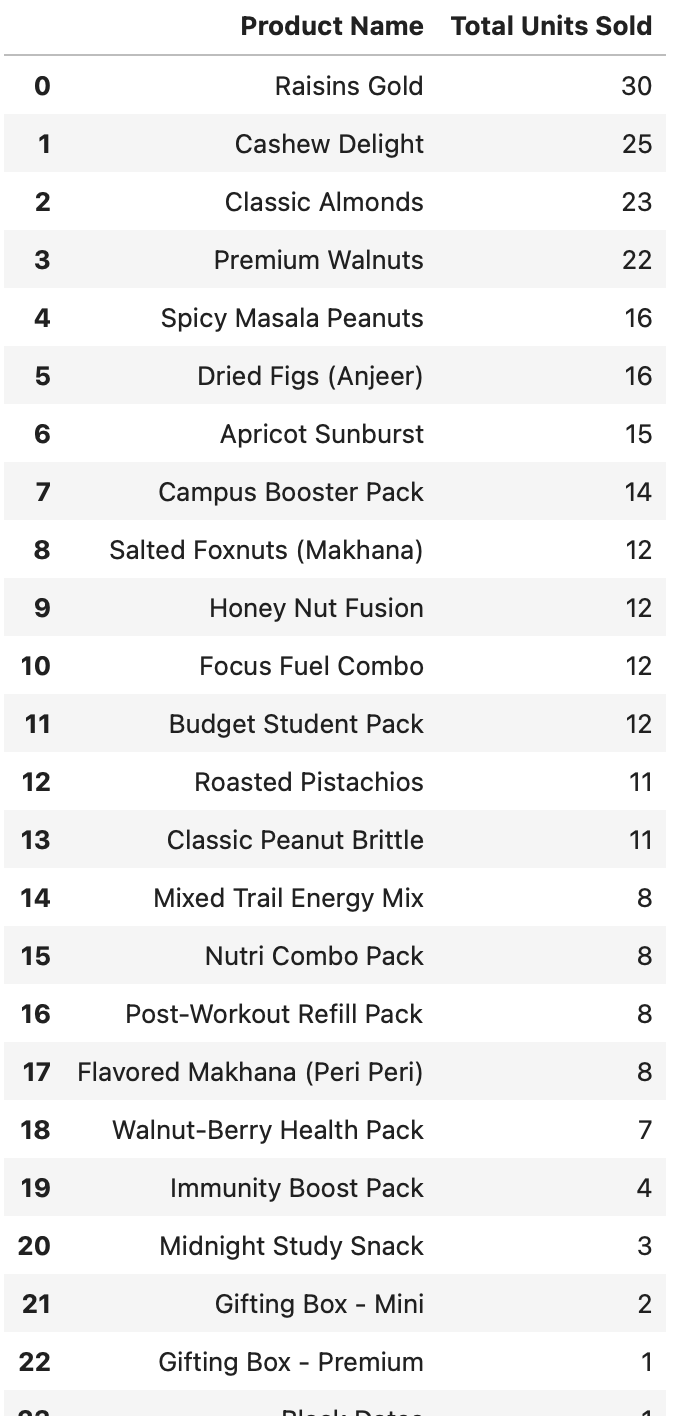 Product Name Total Units Sold
0 Raisins Gold 30
1 Cashew Delight 25
2 Classic Almonds 23
3 Premium Walnuts 22
4 Spicy Masala Peanuts 16
5 Dried Figs (Anjeer) 16
6 Apricot Sunburst 15
7 Campus Booster Pack 14
8 Salted Foxnuts (Makhana) 12
9 Honey Nut Fusion 12
10 Focus Fuel Combo 12
11 Budget Student Pack 12
12 Roasted Pistachios 11
13 Classic Peanut Brittle 11
14 Mixed Trail Energy Mix 8
15 Nutri Combo Pack 8
16 Post-Workout Refill Pack 8
17 Flavored Makhana (Peri Peri) 8
18 Walnut-Berry Health Pack 7
19 Immunity Boost Pack 4
20 Midnight Study Snack 3
21 Gifting Box - Mini 2
22 Gifting Box - Premium 1